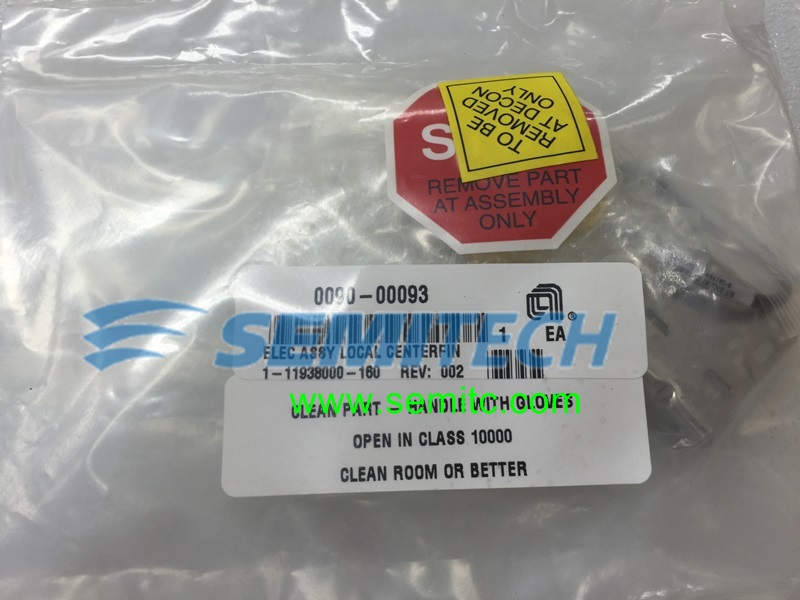 TO BE
REMOVED
AT DECON
ONLY
REMOVE PART
AT ASSEMBLY
ONLY
0090-00093
1 EA
®
SEMITECH
ELEC ASSY LOCAL CENTERFIN
1-11938000-160 REV: 002
www.semitc.com
CLEAN PART - HANDLE WITH GLOVES
OPEN IN CLASS 10000
CLEAN ROOM OR BETTER